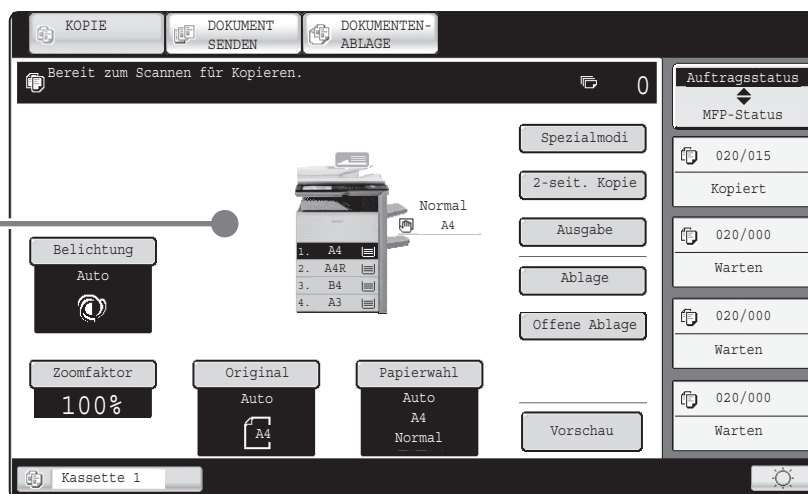 KOPIE
DOKUMENT
SENDEN
DOKUMENTEN-
ABLAGE
Bereit zum Scannen für Kopieren.
0
Auftragsstatus
MFP-Status
020/015
Kopiert
020/000
Warten
020/000
Warten
020/000
Warten
Spezialmodi
2-seit. Kopie
Ausgabe
Ablage
Offene Ablage
Vorschau
Normal
A4
1. A4
2. A4R
3. B4
4. A3
Belichtung
Auto
Zoomfaktor
100%
Original
Auto
A4
Papierwahl
Auto
A4
Normal
Kassette 1